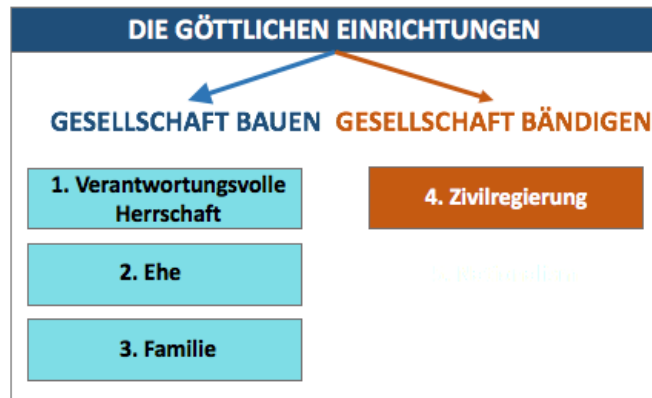 DIE GÖTTLICHEN EINRICHTUNGEN
GESELLSCHAFT BAUEN
GESELLSCHAFT BÄNDIGEN
1. Verantwortungsvolle
Herrschaft
4. Zivilregierung
2. Ehe
3. Familie